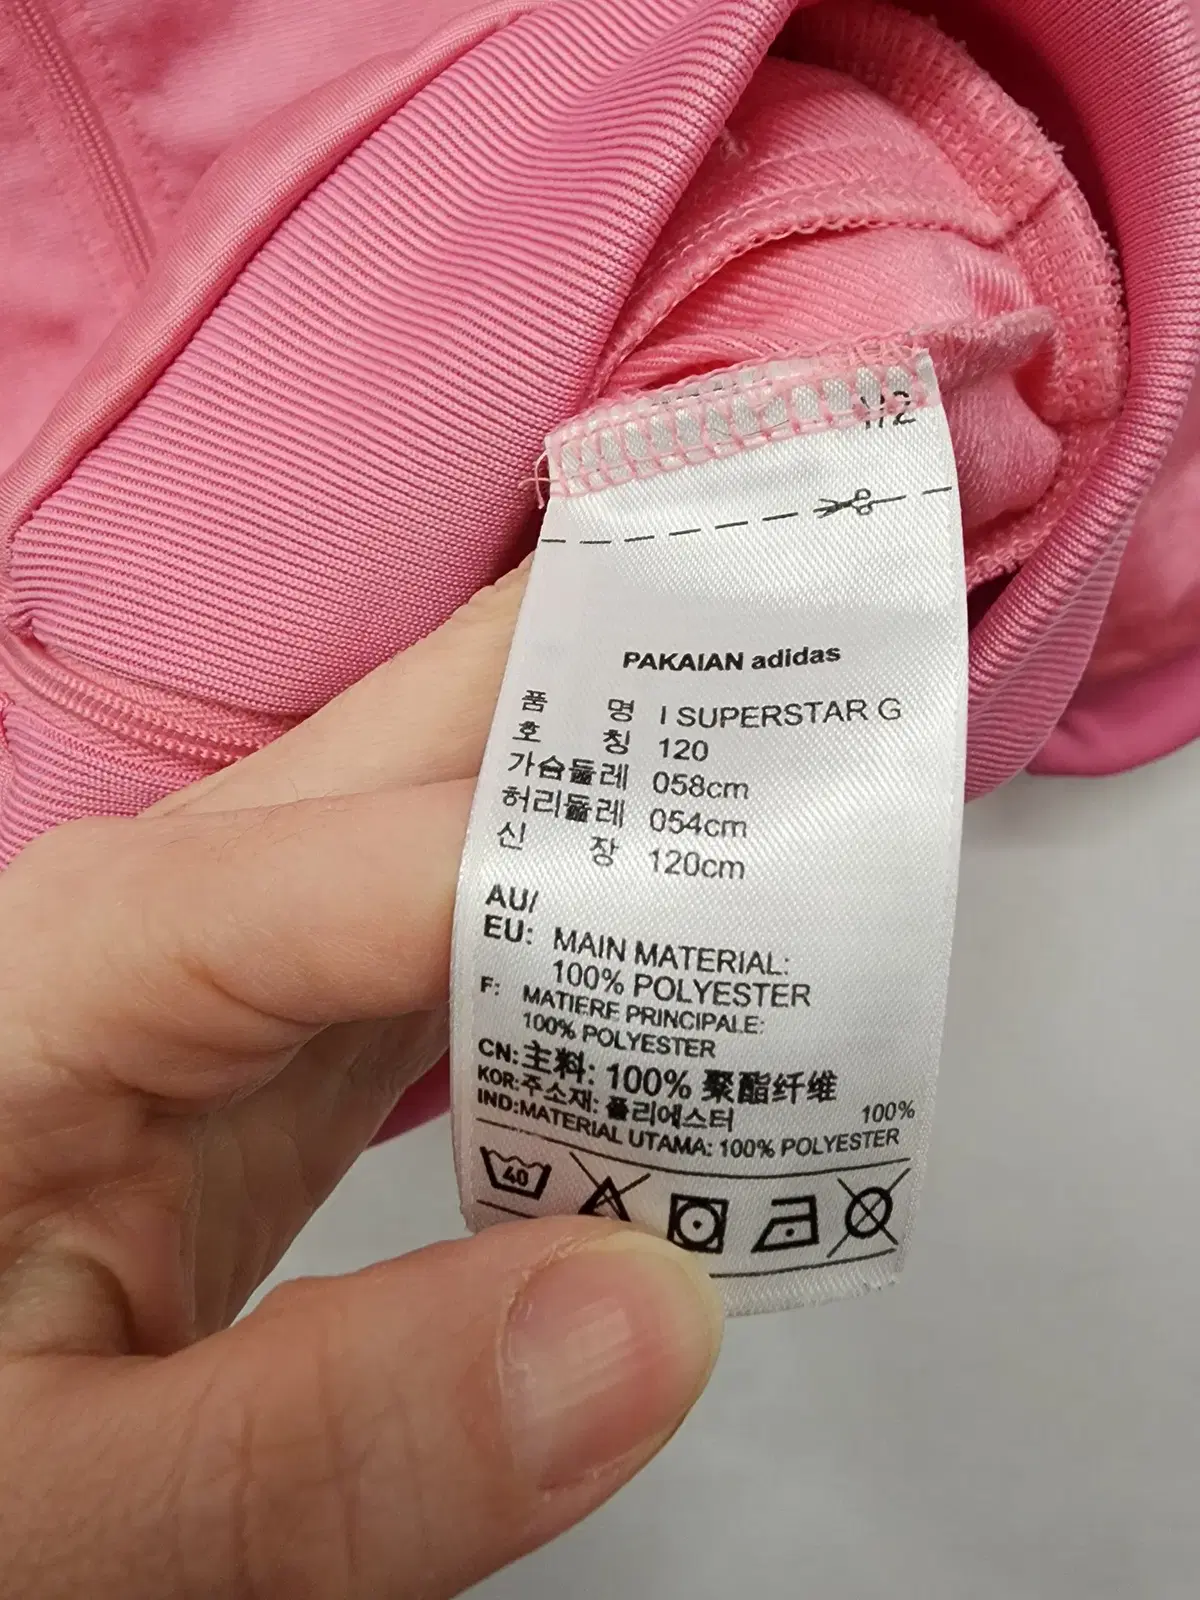 1/2
PAKAIAN adidas
품 명 I SUPERSTAR G
호 칭 120
가슴둘레 058cm
허리둘레 054cm
신 장 120cm
AU/
EU: MAIN MATERIAL:
100% POLYESTER
F: MATIERE PRINCIPALE:
100% POLYESTER
CN:主料: 100% 聚酯纤维
KOR:주소재: 폴리에스터 100%
IND:MATERIAL UTAMA: 100% POLYESTER
40